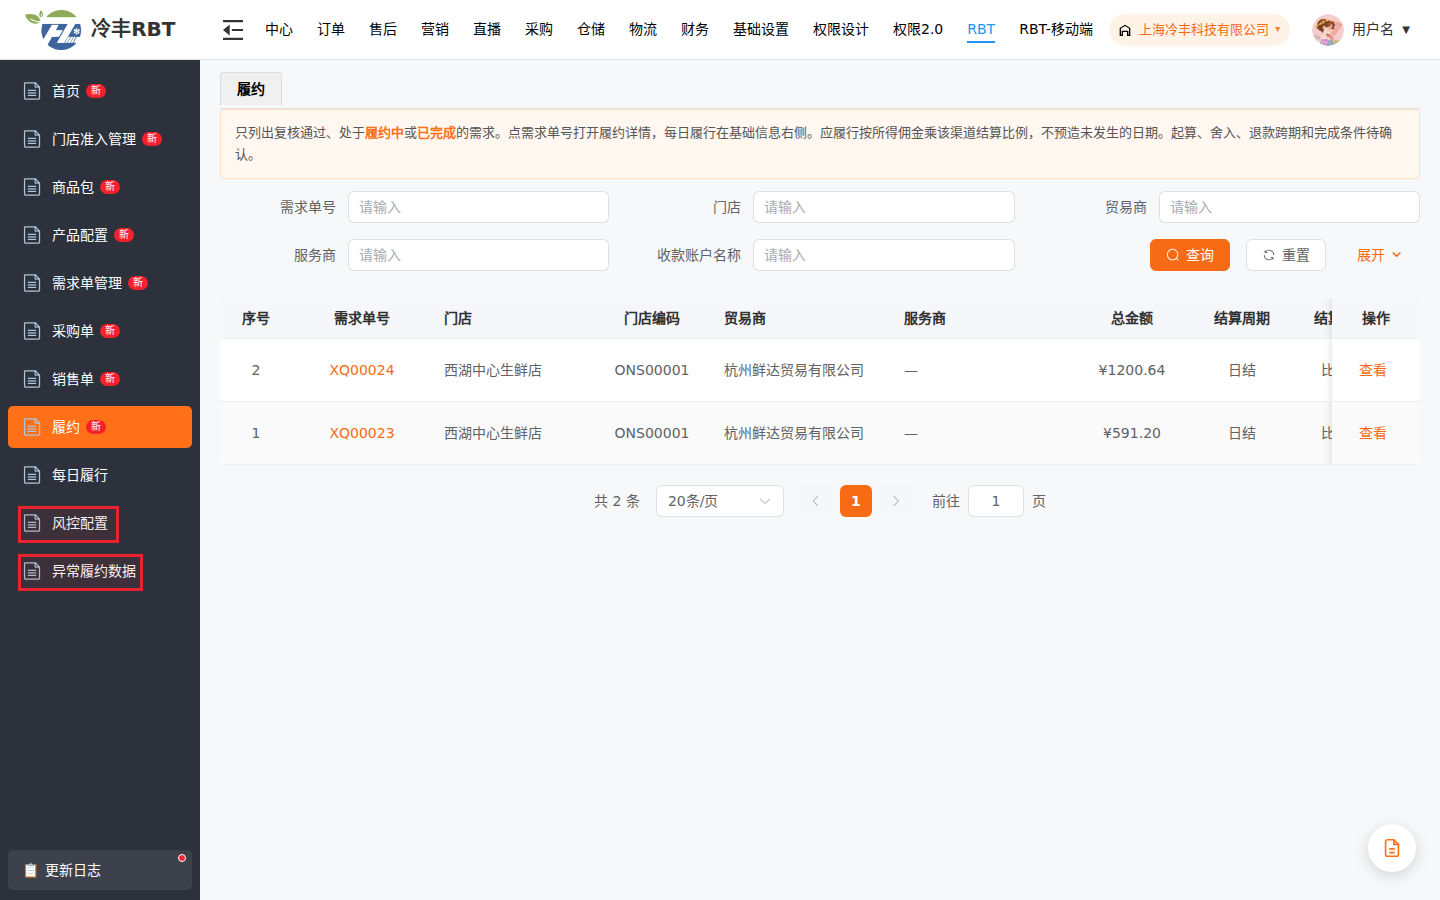 冷丰RBT
中心 订单 售后 营销 直播 采购 仓储 物流 财务 基础设置 权限设计 权限2.0 RBT RBT-移动端 上海冷丰科技有限公司 ▾ 用户名 ▼
首页 新
门店准入管理 新
商品包 新
产品配置 新
需求单管理 新
采购单 新
销售单 新
履约 新
每日履行
风控配置
异常履约数据
更新日志
履约
只列出复核通过、处于履约中或已完成的需求。点需求单号打开履约详情，每日履行在基础信息右侧。应履行按所得佣金乘该渠道结算比例，不预造未发生的日期。起算、舍入、退款跨期和完成条件待确
认。
需求单号 请输入 门店 请输入 贸易商 请输入
服务商 请输入 收款账户名称 请输入 查询 重置 展开
序号 需求单号 门店 门店编码 贸易商 服务商 总金额 结算周期 结 操作
2 XQ00024 西湖中心生鲜店 ONS00001 杭州鲜达贸易有限公司 — ¥1200.64 日结 比 查看
1 XQ00023 西湖中心生鲜店 ONS00001 杭州鲜达贸易有限公司 — ¥591.20 日结 比 查看
共 2 条 20条/页 1 前往 1 页